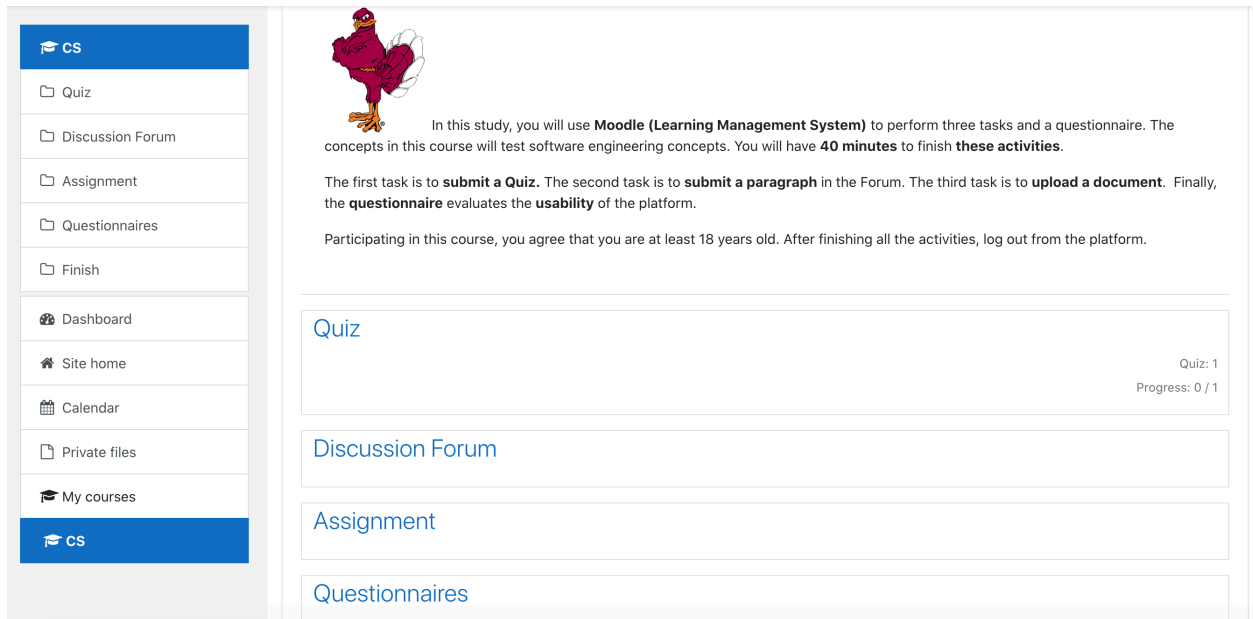 CS
Quiz
Discussion Forum
Assignment
Questionnaires
Finish
Dashboard
Site home
Calendar
Private files
My courses
CS
In this study, you will use Moodle (Learning Management System) to perform three tasks and a questionnaire. The
concepts in this course will test software engineering concepts. You will have 40 minutes to finish these activities.
The first task is to submit a Quiz. The second task is to submit a paragraph in the Forum. The third task is to upload a document. Finally,
the questionnaire evaluates the usability of the platform.
Participating in this course, you agree that you are at least 18 years old. After finishing all the activities, log out from the platform.
Quiz
Quiz: 1
Progress: 0 / 1
Discussion Forum
Assignment
Questionnaires